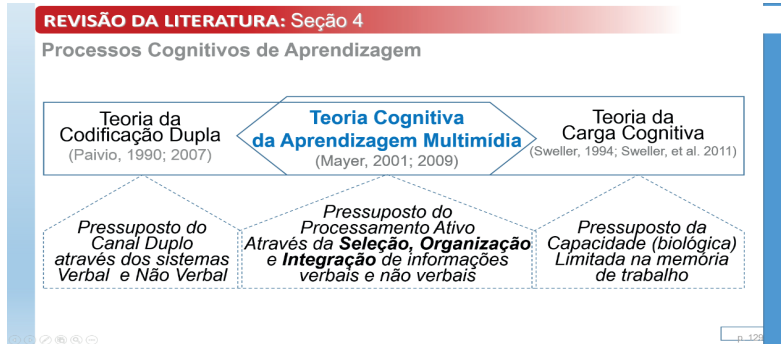 REVISÃO DA LITERATURA: Seção 4
Processos Cognitivos de Aprendizagem
Teoria da
Codificação Dupla
(Paivio, 1990; 2007)
Teoria Cognitiva
da Aprendizagem Multimídia
(Mayer, 2001; 2009)
Teoria da
Carga Cognitiva
(Sweller, 1994; Sweller, et al. 2011)
Pressuposto do
Canal Duplo
através dos sistemas
Verbal e Não Verbal
Pressuposto do
Processamento Ativo
Através da Seleção, Organização
e Integração de informações
verbais e não verbais
Pressuposto da
Capacidade (biológica)
Limitada na memória
de trabalho
p. 129